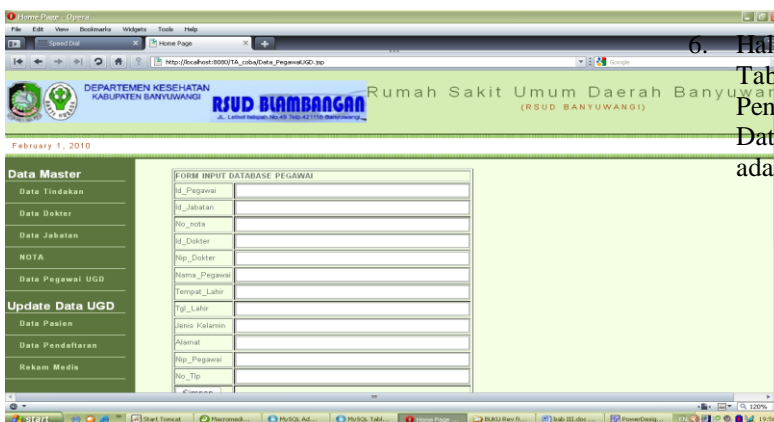 Home Page - Opera
File Edit View Bookmarks Widgets Tools Help
Speed Dial
Home Page
http://localhost:8080/TA_coba/Data_PegawaiUGD.jsp
Google
DEPARTEMEN KESEHATAN
KABUPATEN BANYUWANGI
RSUD BLAMBANGAN
Rumah Sakit Umum Daerah Banyuwan
(RSUD BANYUWANGI)
February 1, 2010
Data Master
Data Tindakan
Data Dokter
Data Jabatan
NOTA
Data Pegawai UGD
Update Data UGD
Data Pasien
Data Pendaftaran
Rekam Medis
FORM INPUT DATABASE PEGAWAI
Id_Pegawai
Id_Jabatan
No_nota
Id_Dokter
Nip_Dokter
Nama_Pegawai
Tempat_Lahir
Tgl_Lahir
Jenis Kelamin
Alamat
Nip_Pegawai
No_Tlp
Simpan
120%
start
Start Tomcat
Macromedi...
MySQL Ad...
MySQL Tabl...
Home Page ...
BUKU Rev fi...
bab III.doc ...
PowerDesig...
6. Hal
Tab
Pen
Dat
ada